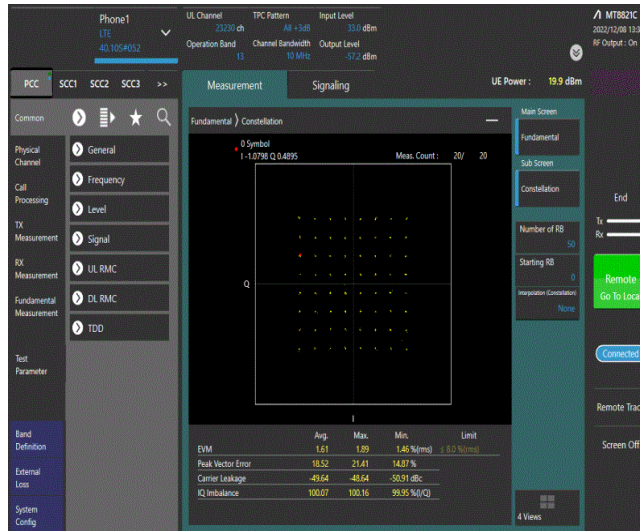 Phone1
LTE
40.105#052
UL Channel
23230 ch
TPC Pattern
All +3dB
Input Level
33.0 dBm
Operation Band
13
Channel Bandwidth
10 MHz
Output Level
-57.2 dBm
MT8821C
2022/12/08 13:3
RF Output : On
PCC
SCC1
SCC2
SCC3
>>
Measurement
Signaling
UE Power : 19.9 dBm
Common
Physical
Channel
Call
Processing
TX
Measurement
RX
Measurement
Fundamental
Measurement
Test
Parameter
Band
Definition
External
Loss
System
Config
General
Frequency
Level
Signal
UL RMC
DL RMC
TDD
Fundamental > Constellation
0 Symbol
I -1.0798 Q 0.4895
Meas. Count : 20/ 20
Q
I
Avg. Max. Min. Limit
EVM 1.61 1.89 1.46 %(rms) ≤ 8.0 %(rms)
Peak Vector Error 18.52 21.41 14.87 %
Carrier Leakage -49.64 -48.64 -50.91 dBc
IQ Imbalance 100.07 100.16 99.95 %(I/Q)
Main Screen
Fundamental
Sub Screen
Constellation
Number of RB
50
Starting RB
0
Interpolation (Constellation)
None
4 Views
End
Tx
Rx
Remote
Go To Loca
Connected
Remote Trac
Screen Off